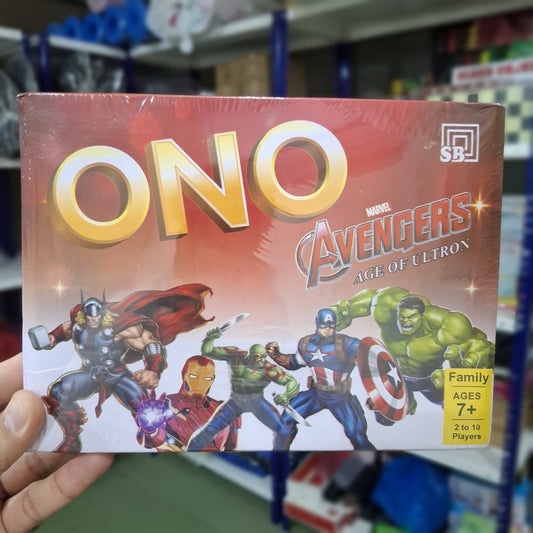 ONO
SB
MARVEL
AVENGERS
AGE OF ULTRON
Family
AGES
7+
2 to 10
Players